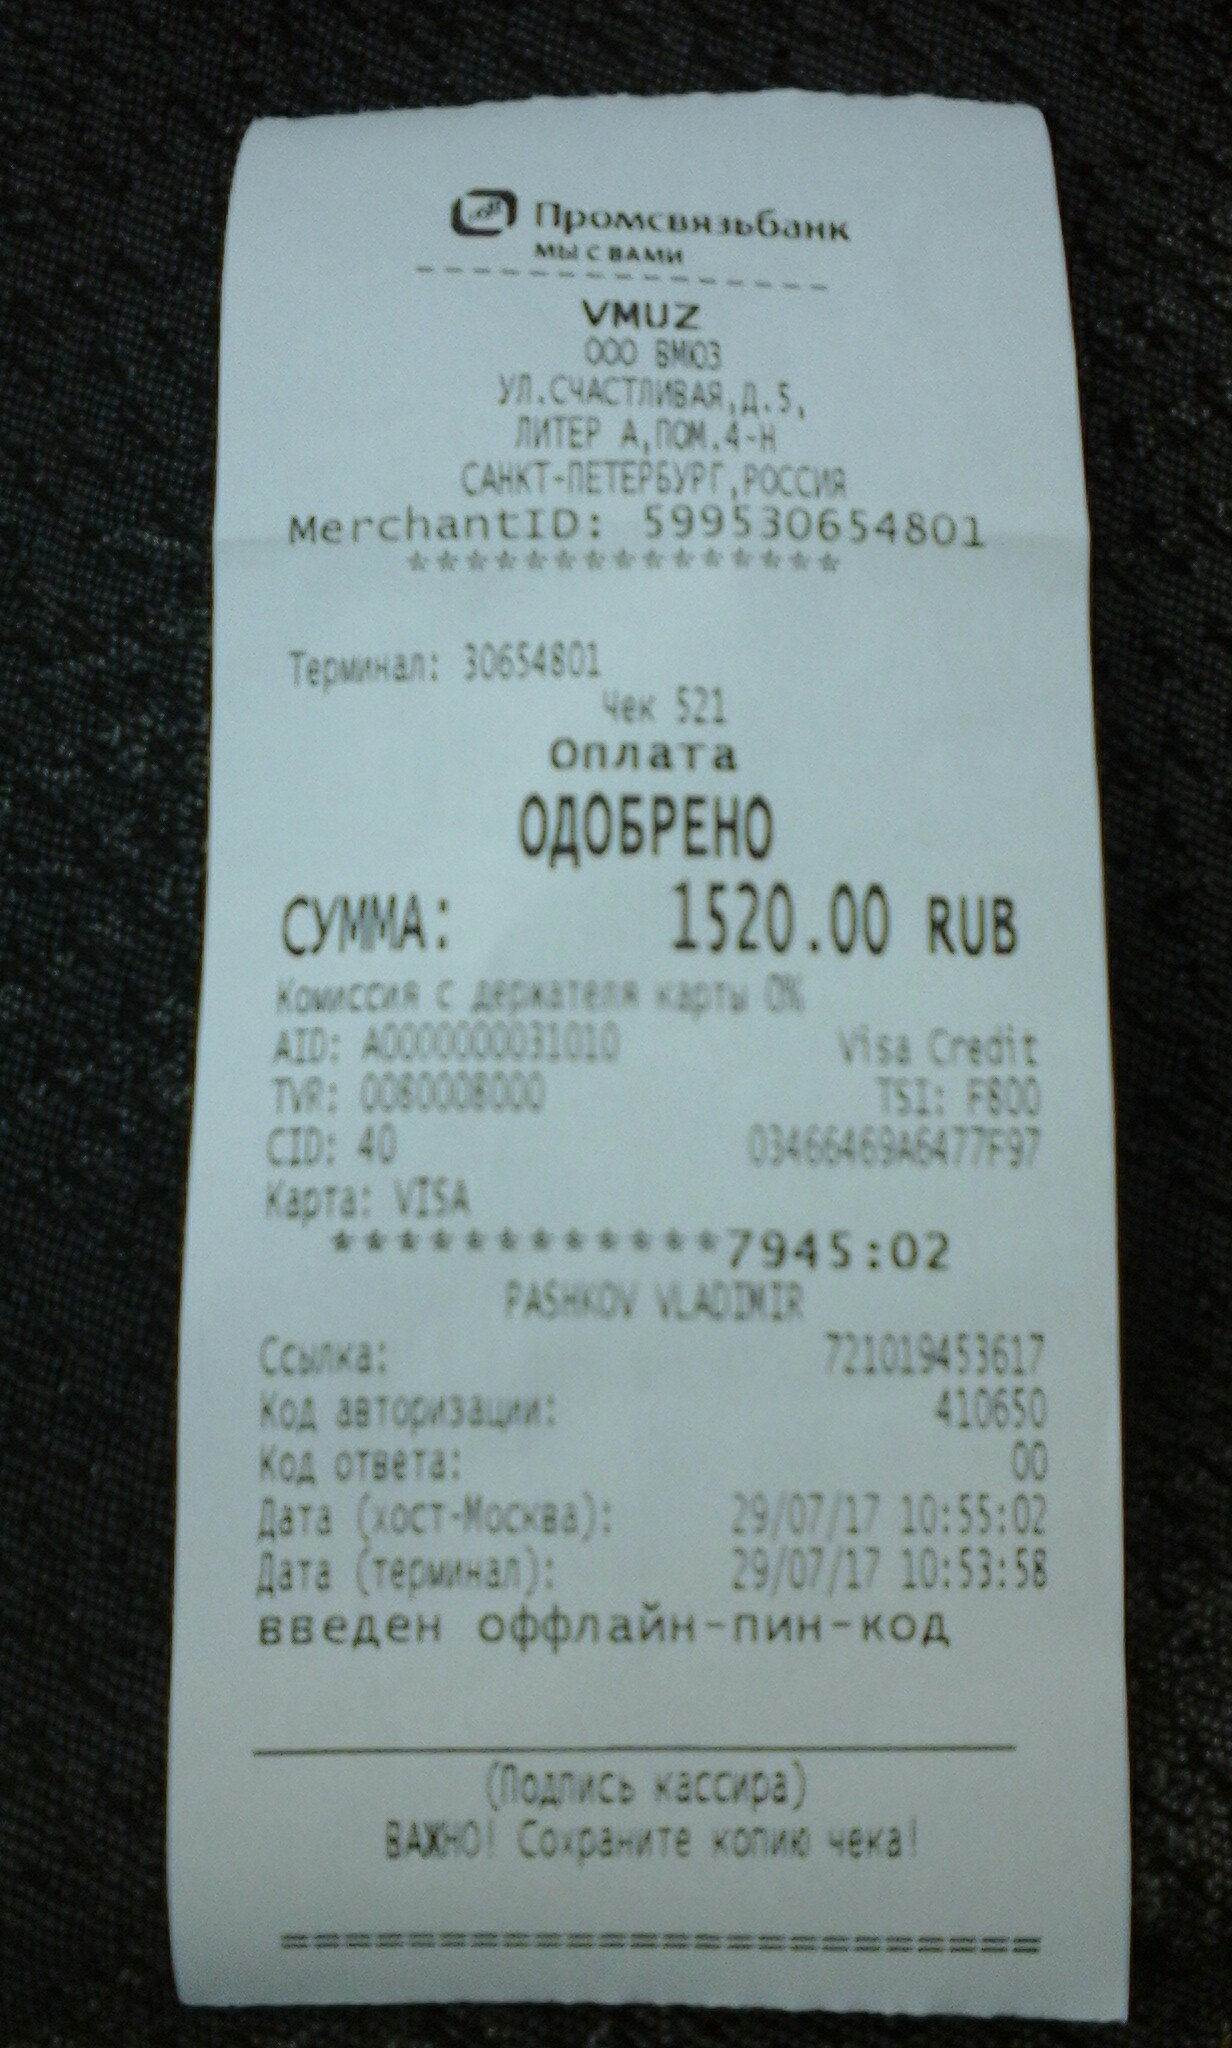 Промсвязьбанк
МЫ С ВАМИ
VMUZ
ООО ВМЮЗ
УЛ.СЧАСТЛИВАЯ,Д.5,
ЛИТЕР А,ПОМ.4-Н
САНКТ-ПЕТЕРБУРГ,РОССИЯ
MerchantID: 599530654801
***************
Терминал: 30654801
Чек 521
Оплата
ОДОБРЕНО
СУММА: 1520.00 RUB
Комиссия с держателя карты 0%
AID: A0000000031010 Visa Credit
TVR: 0080008000 TSI: F800
CID: 40 03466469A6477F97
Карта: VISA
************7945:02
PASHKOV VLADIMIR
Ссылка: 721019453617
Код авторизации: 410650
Код ответа: 00
Дата (хост-Москва): 29/07/17 10:55:02
Дата (терминал): 29/07/17 10:53:58
введен оффлайн-пин-код
(Подпись кассира)
ВАЖНО! Сохраните копию чека!
========================